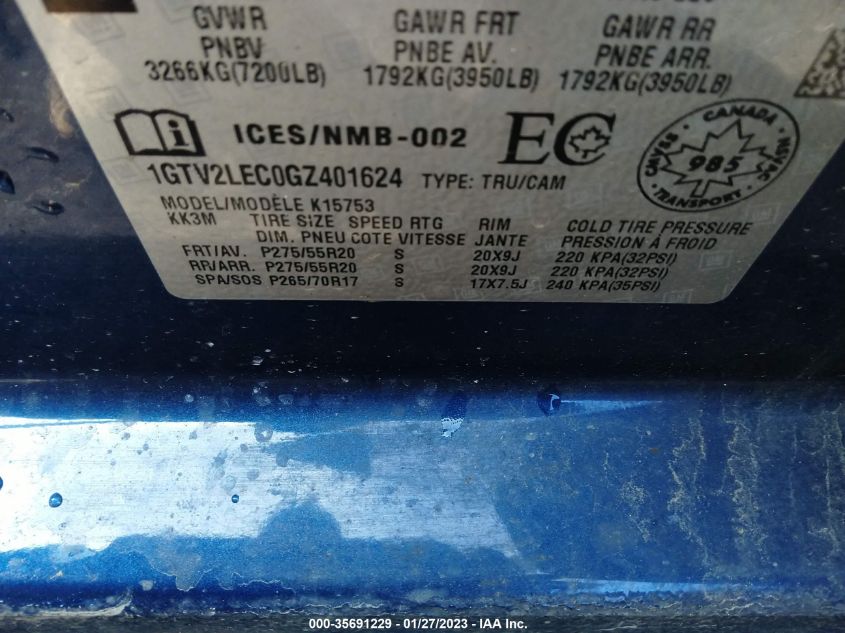 GVWR GAWR FRT GAWR RR
PNBV PNBE AV. PNBE ARR.
3266KG(7200LB) 1792KG(3950LB) 1792KG(3950LB)
i ICES/NMB-002 EC CANADA CMVSS 985 NSVAC TRANSPORT
1GTV2LEC0GZ401624 TYPE: TRU/CAM
MODEL/MODÈLE K15753
KK3M TIRE SIZE SPEED RTG RIM COLD TIRE PRESSURE
DIM. PNEU COTE VITESSE JANTE PRESSION À FROID
FRT/AV. P275/55R20 S 20X9J 220 KPA(32PSI)
RR/ARR. P275/55R20 S 20X9J 220 KPA(32PSI)
SPA/SOS P265/70R17 S 17X7.5J 240 KPA(35PSI)
000-35691229 - 01/27/2023 - IAA Inc.